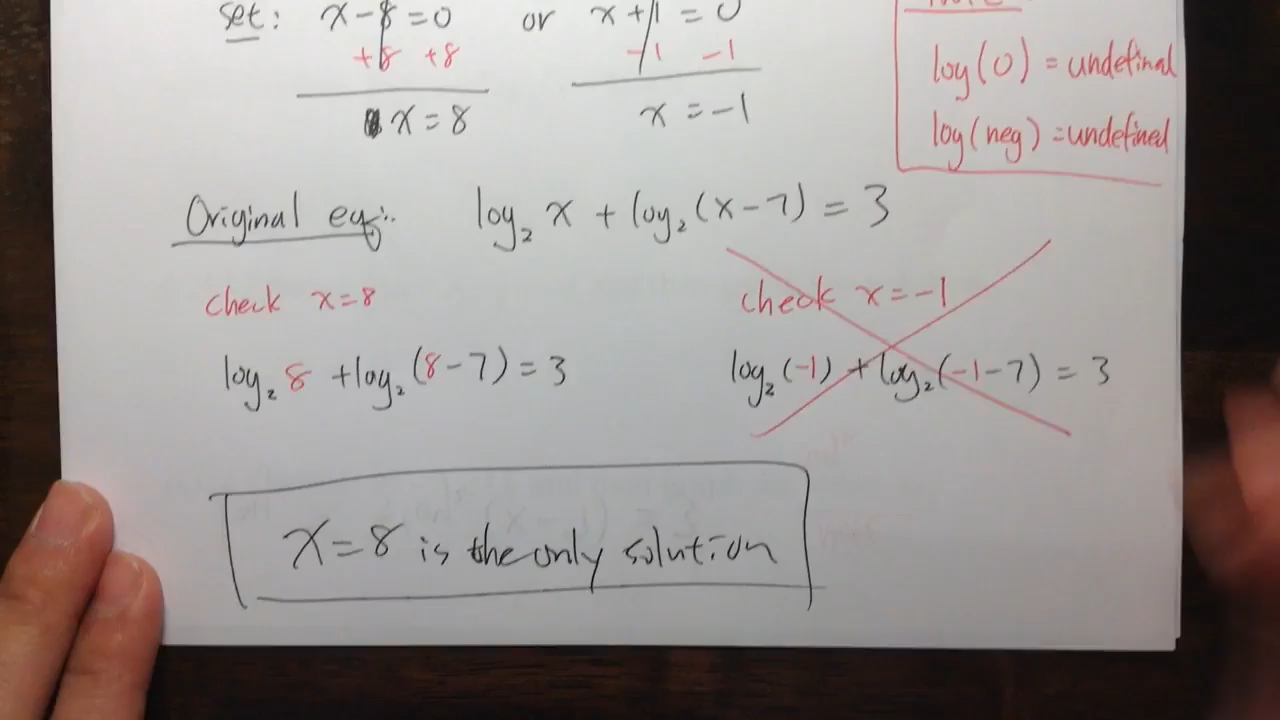 set: x-8=0 or x+1=0
+8 +8 -1 -1
x=8 x=-1
log(0) = undefinal
log(neg) = undefined
Original eq: log₂ x + log₂ (x-7) = 3
check x=8
log₂ 8 + log₂ (8-7) = 3
check x=-1
log₂ (-1) + log₂ (-1-7) = 3
x=8 is the only solution